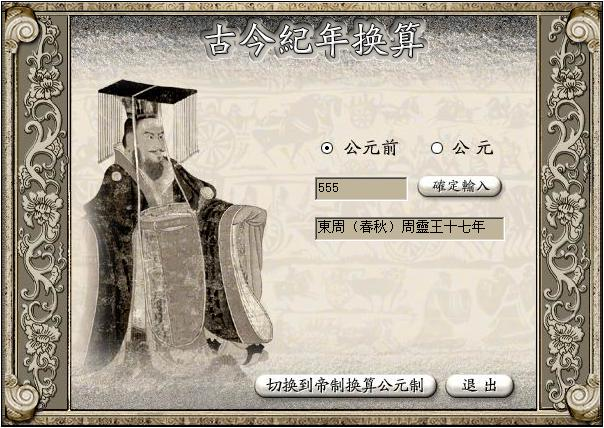 古今紀年換算
公元前 公元
555 確定輸入
東周（春秋）周靈王十七年
切換到帝制換算公元制 退出